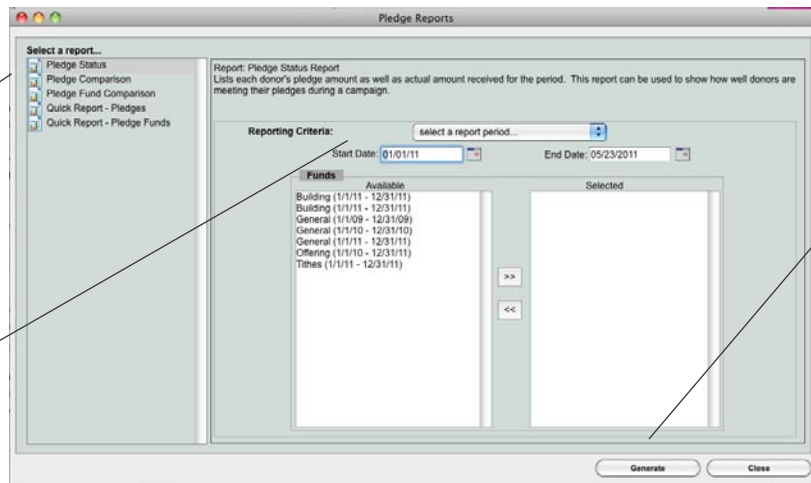 Pledge Reports
Select a report...
Pledge Status
Pledge Comparison
Pledge Fund Comparison
Quick Report - Pledges
Quick Report - Pledge Funds
Report: Pledge Status Report
Lists each donor's pledge amount as well as actual amount received for the period. This report can be used to show how well donors are
meeting their pledges during a campaign.
Reporting Criteria:
select a report period...
Start Date: 01/01/11
End Date: 05/23/2011
Funds
Available
Selected
Building (1/1/11 - 12/31/11)
Building (1/1/11 - 12/31/11)
General (1/1/09 - 12/31/09)
General (1/1/10 - 12/31/10)
General (1/1/11 - 12/31/11)
Offering (1/1/10 - 12/31/11)
Tithes (1/1/11 - 12/31/11)
>>
<<
Generate
Close